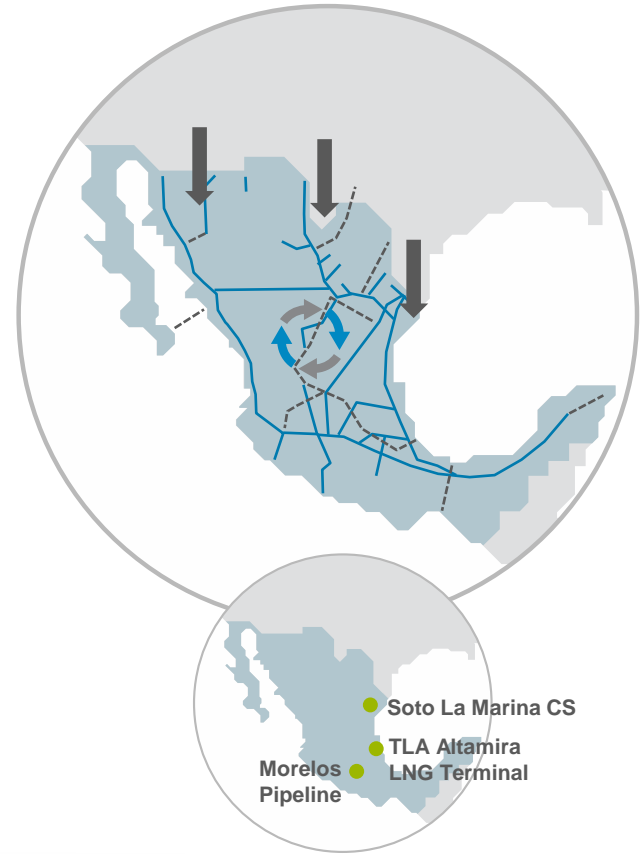 Soto La Marina CS
TLA Altamira
LNG Terminal
Morelos
Pipeline